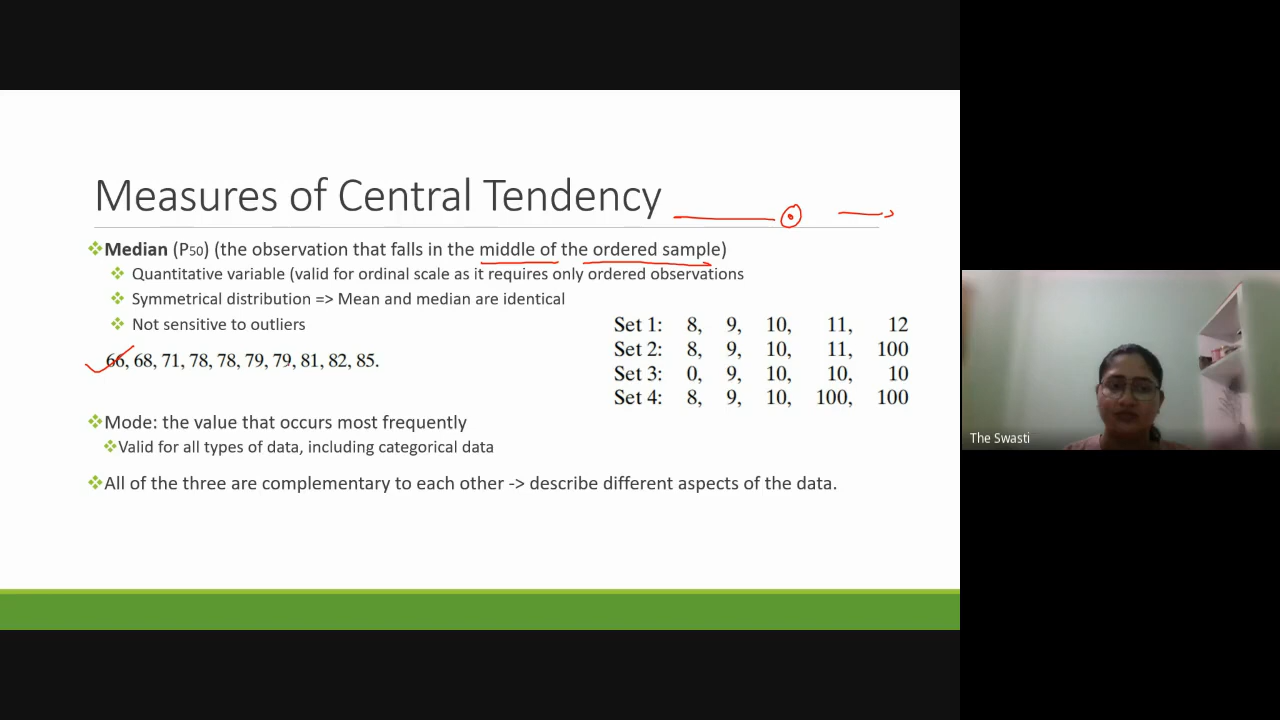 Measures of Central Tendency
❖Median (P50) (the observation that falls in the middle of the ordered sample)
❖ Quantitative variable (valid for ordinal scale as it requires only ordered observations
❖ Symmetrical distribution => Mean and median are identical
❖ Not sensitive to outliers
66, 68, 71, 78, 78, 79, 79, 81, 82, 85.
Set 1: 8, 9, 10, 11, 12
Set 2: 8, 9, 10, 11, 100
Set 3: 0, 9, 10, 10, 10
Set 4: 8, 9, 10, 100, 100
❖Mode: the value that occurs most frequently
❖Valid for all types of data, including categorical data
❖All of the three are complementary to each other -> describe different aspects of the data.
The Swasti